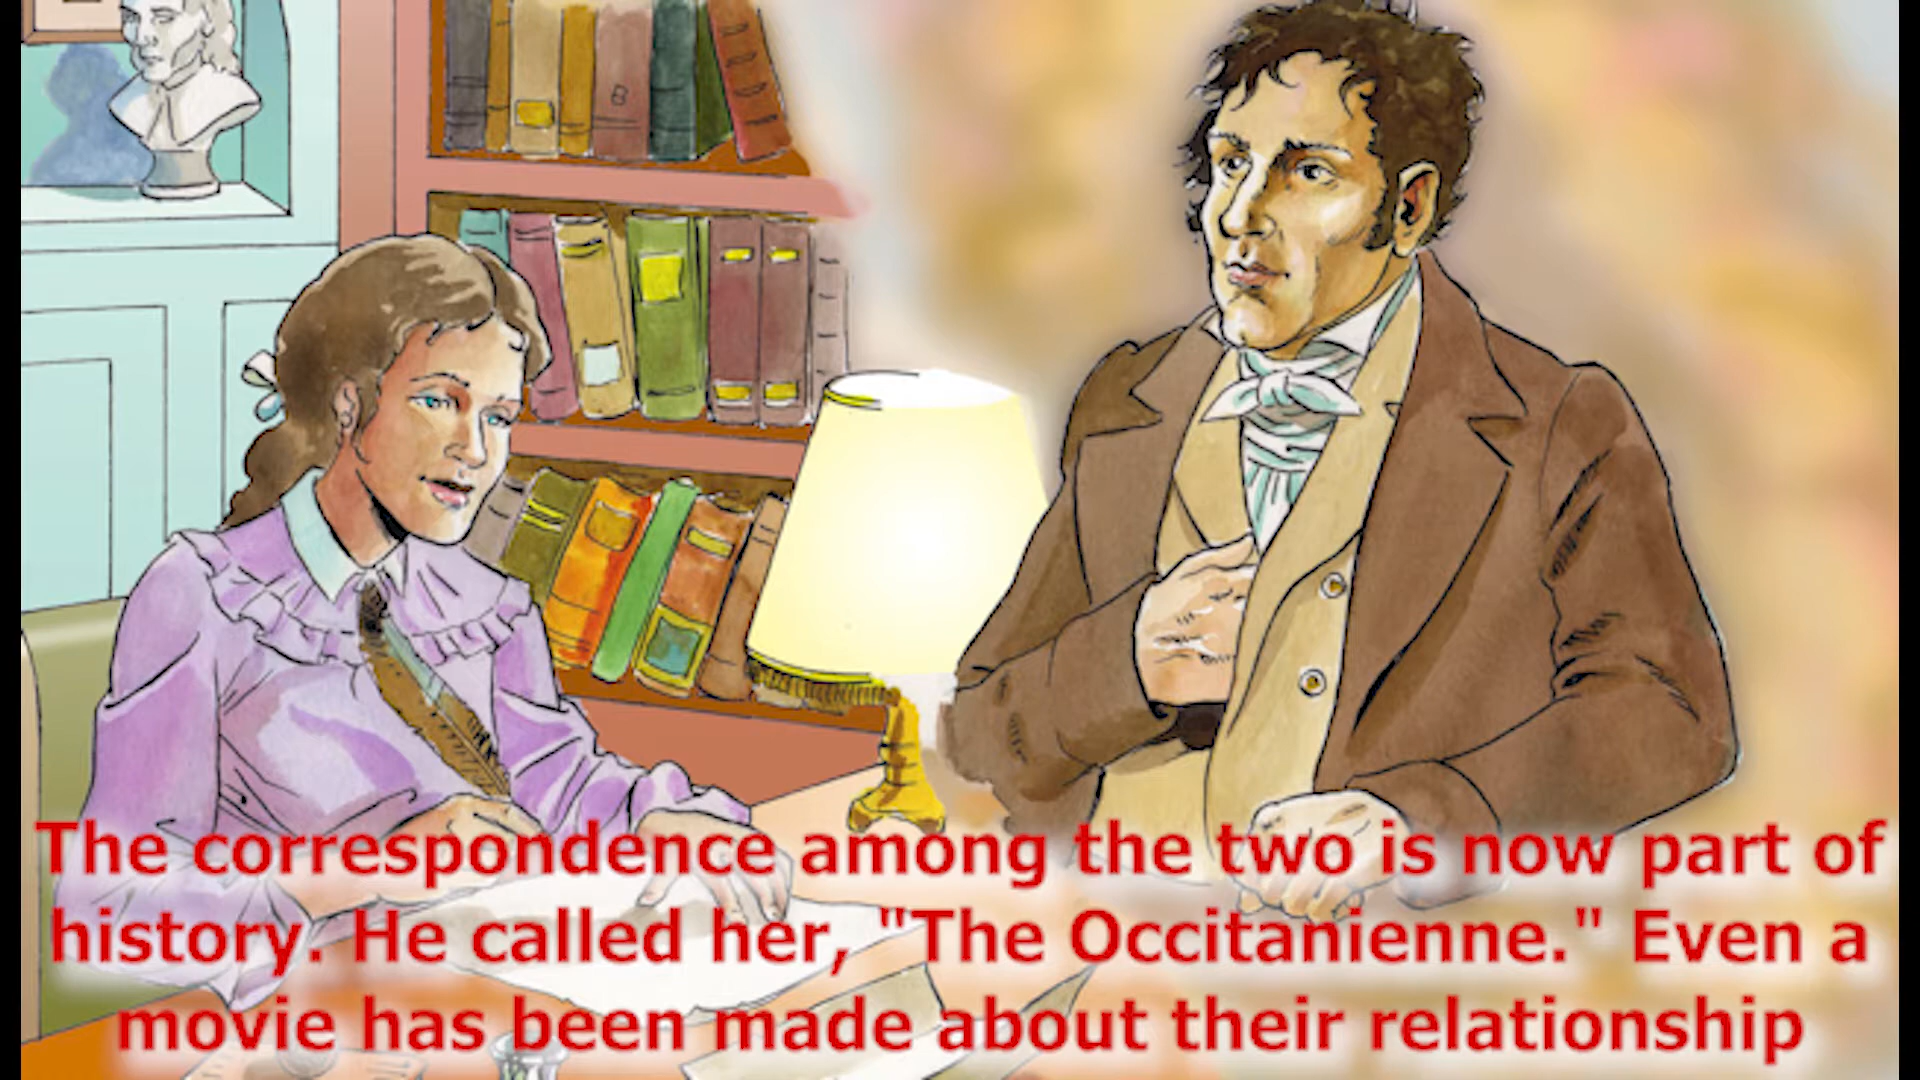 The correspondence among the two is now part of
history. He called her, "The Occitanienne." Even a
movie has been made about their relationship